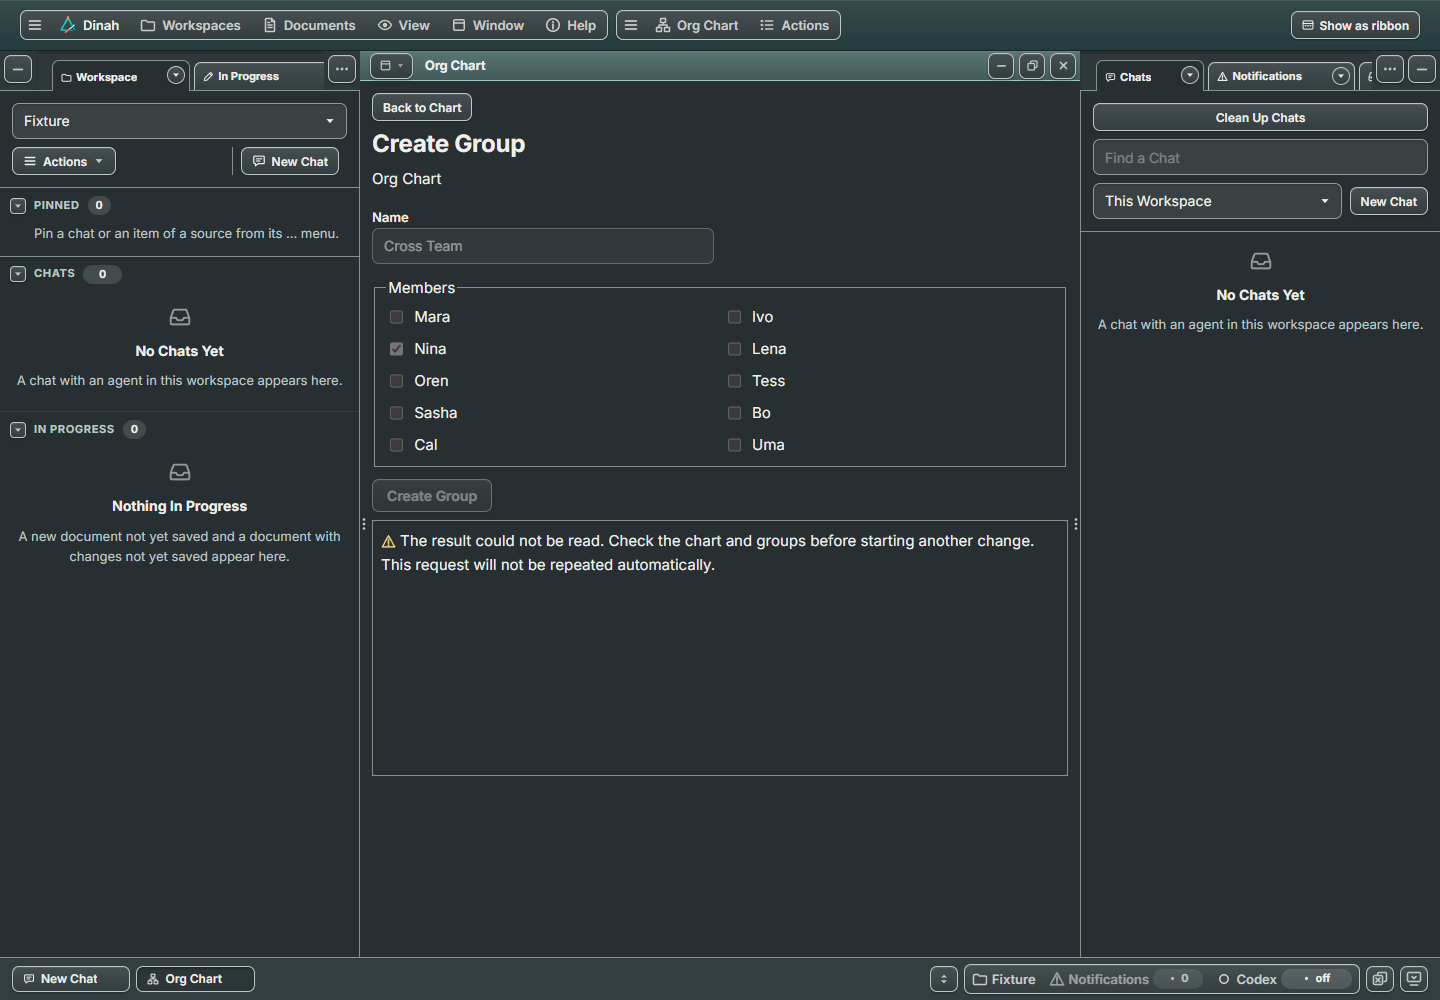 Dinah
Workspaces
Documents
View
Window
Help
Org Chart
Actions
Show as ribbon
Workspace
In Progress
Fixture
Actions
New Chat
PINNED 0
Pin a chat or an item of a source from its ... menu.
CHATS 0
No Chats Yet
A chat with an agent in this workspace appears here.
IN PROGRESS 0
Nothing In Progress
A new document not yet saved and a document with
changes not yet saved appear here.
Org Chart
Back to Chart
Create Group
Org Chart
Name
Cross Team
Members
Mara
Ivo
Nina
Lena
Oren
Tess
Sasha
Bo
Cal
Uma
Create Group
The result could not be read. Check the chart and groups before starting another change.
This request will not be repeated automatically.
Chats
Notifications
Clean Up Chats
Find a Chat
This Workspace
New Chat
No Chats Yet
A chat with an agent in this workspace appears here.
New Chat
Org Chart
Fixture
Notifications
• 0
Codex
• off